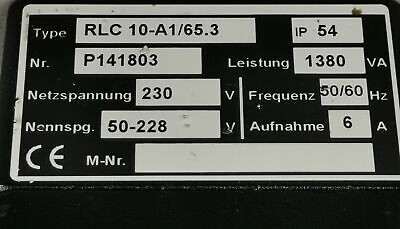 Type RLC 10-A1/65.3 IP 54
Nr. P141803 Leistung 1380 VA
Netzspannung 230 V Frequenz 50/60 Hz
Nennspg. 50-228 V Aufnahme 6 A
CE M-Nr.